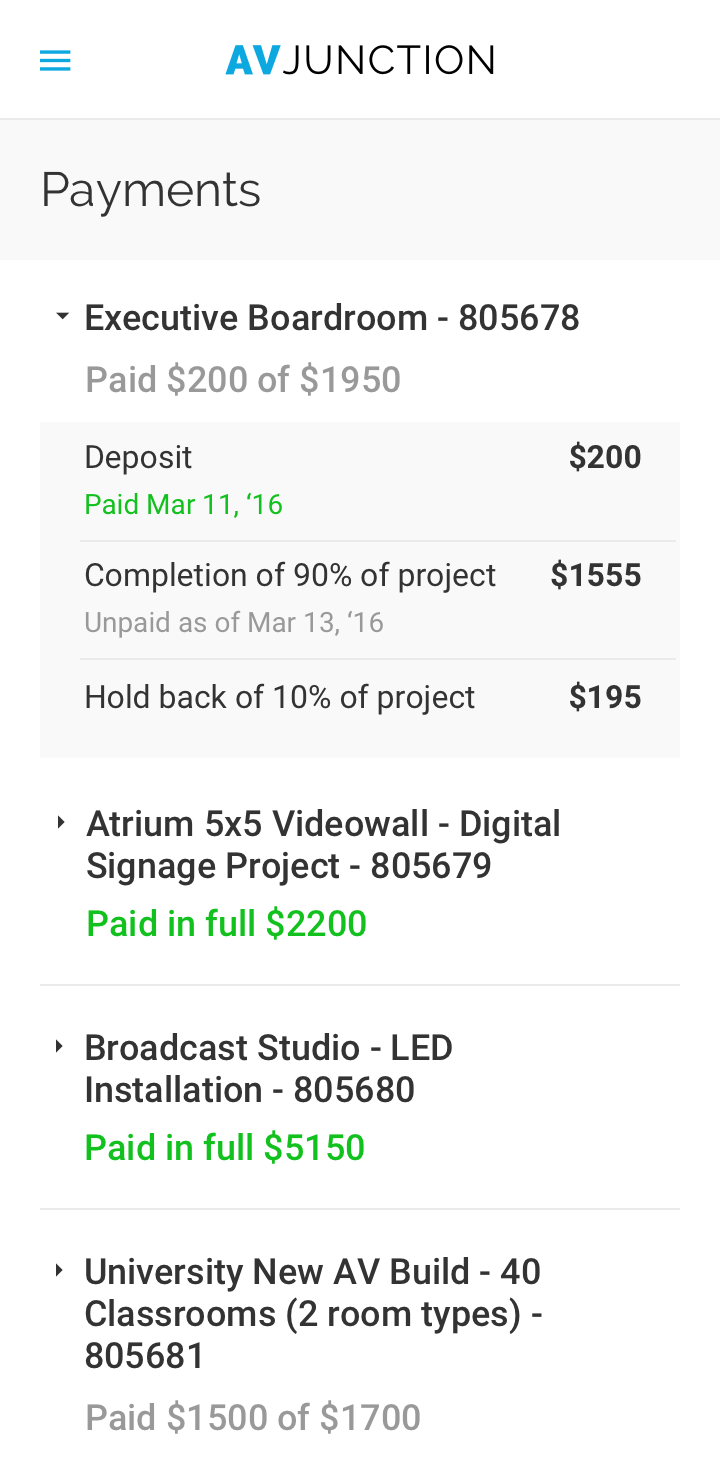 AVJUNCTION
Payments
Executive Boardroom - 805678
Paid $200 of $1950
Deposit $200
Paid Mar 11, ‘16
Completion of 90% of project $1555
Unpaid as of Mar 13, ‘16
Hold back of 10% of project $195
Atrium 5x5 Videowall - Digital
Signage Project - 805679
Paid in full $2200
Broadcast Studio - LED
Installation - 805680
Paid in full $5150
University New AV Build - 40
Classrooms (2 room types) -
805681
Paid $1500 of $1700